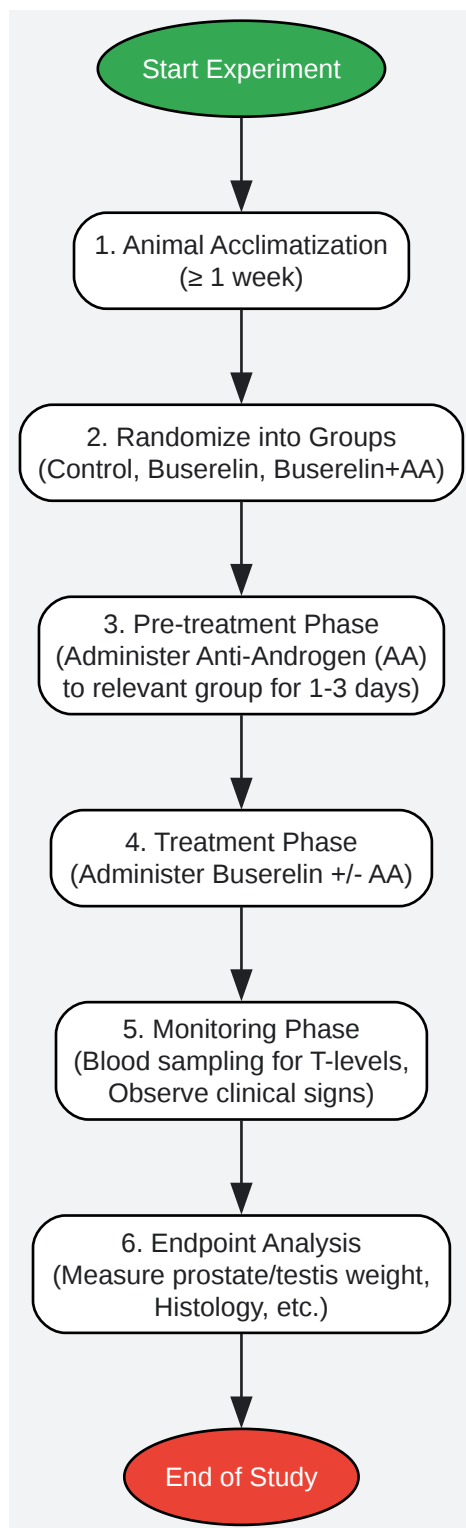 Start Experiment
1. Animal Acclimatization
(≥ 1 week)
2. Randomize into Groups
(Control, Buserelin, Buserelin+AA)
3. Pre-treatment Phase
(Administer Anti-Androgen (AA)
to relevant group for 1-3 days)
4. Treatment Phase
(Administer Buserelin +/- AA)
5. Monitoring Phase
(Blood sampling for T-levels,
Observe clinical signs)
6. Endpoint Analysis
(Measure prostate/testis weight,
Histology, etc.)
End of Study